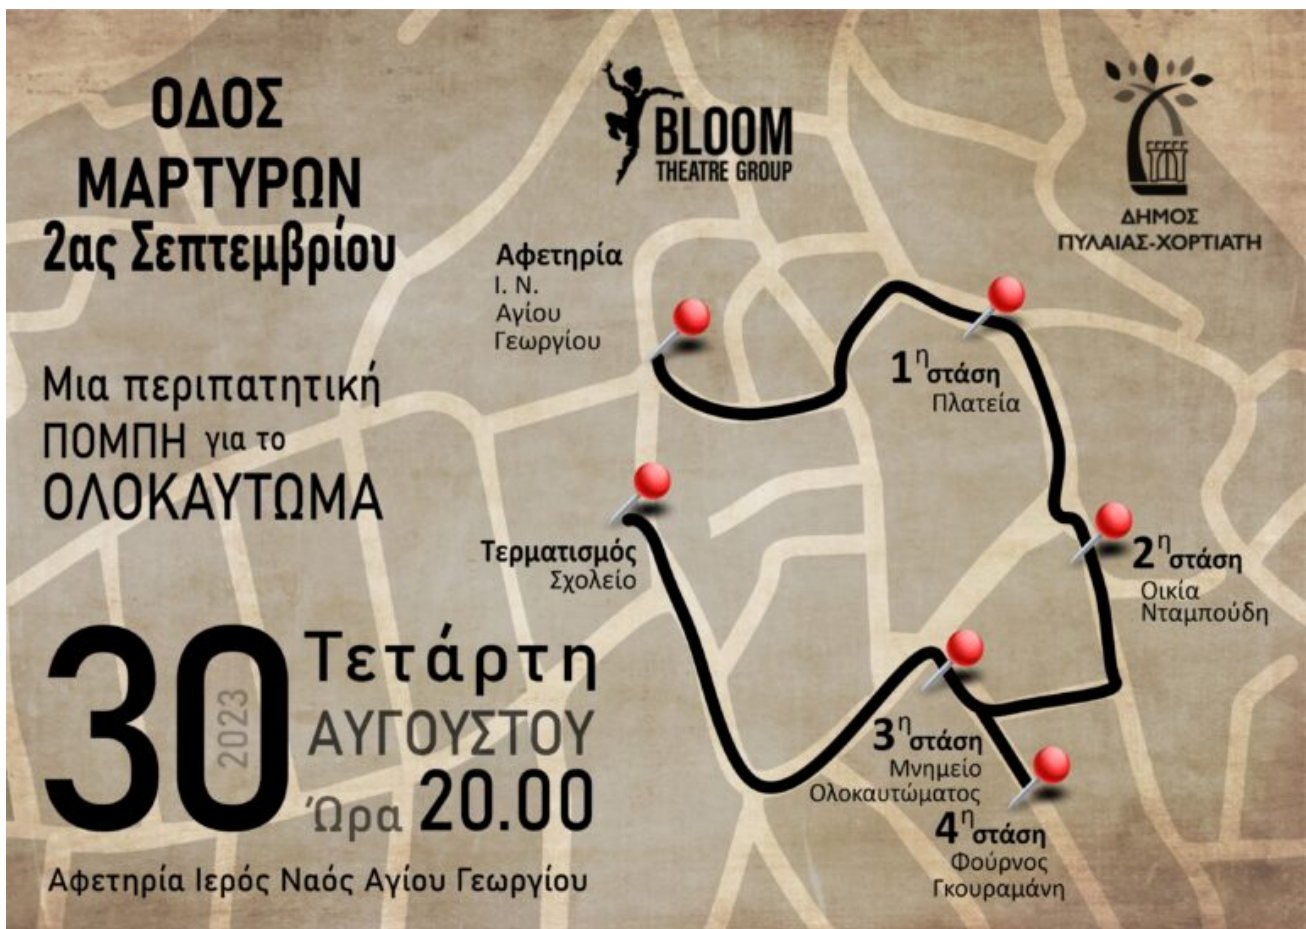 ΟΔΟΣ
ΜΑΡΤΥΡΩΝ
2ας Σεπτεμβρίου
Μια περιπατητική
ΠΟΜΠΗ για το
ΟΛΟΚΑΥΤΩΜΑ
30
2023
Τετάρτη
ΑΥΓΟΥΣΤΟΥ
Ώρα 20.00
Αφετηρία Ιερός Ναός Αγίου Γεωργίου
BLOOM
THEATRE GROUP
ΔΗΜΟΣ
ΠΥΛΑΙΑΣ-ΧΟΡΤΙΑΤΗ
Αφετηρία
Ι. Ν.
Αγίου
Γεωργίου
1η στάση
Πλατεία
2η στάση
Οικία
Νταμπούδη
3η στάση
Μνημείο
Ολοκαυτώματος
4η στάση
Φούρνος
Γκουραμάνη
Τερματισμός
Σχολείο